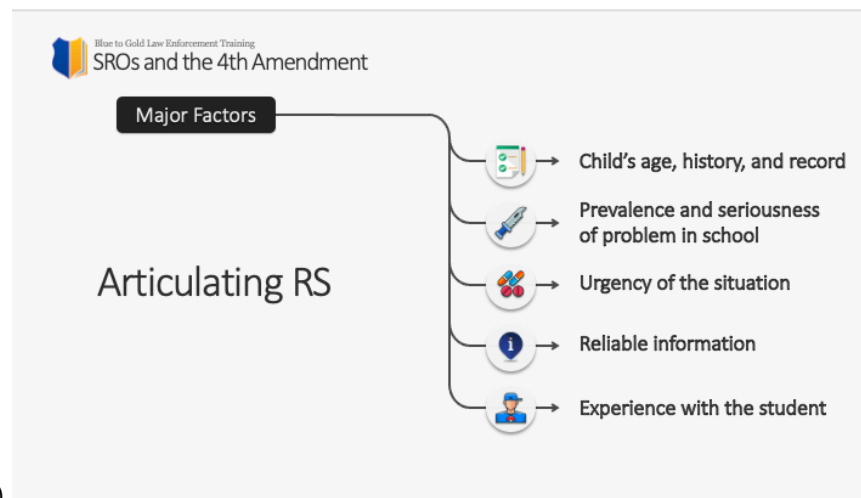 Blue to Gold Law Enforcement Training
SROs and the 4th Amendment
Major Factors
Articulating RS
Child's age, history, and record
Prevalence and seriousness
of problem in school
Urgency of the situation
Reliable information
Experience with the student